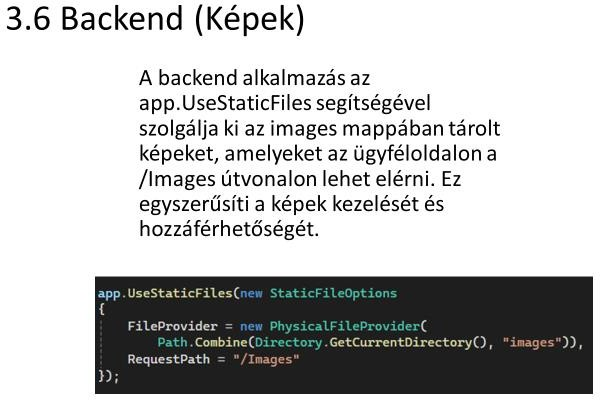 3.6 Backend (Képek)
A backend alkalmazás az
app.UseStaticFiles segítségével
szolgálja ki az images mappában tárolt
képeket, amelyeket az ügyféloldalon a
/Images útvonalon lehet elérni. Ez
egyszerűsíti a képek kezelését és
hozzáférhetőségét.
app.UseStaticFiles(new StaticFileOptions
{
    FileProvider = new PhysicalFileProvider(
        Path.Combine(Directory.GetCurrentDirectory(), "images")),
    RequestPath = "/Images"
});